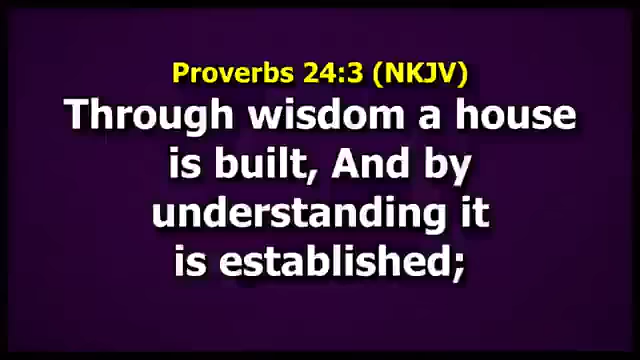 Proverbs 24:3 (NKJV)
Through wisdom a house
is built, And by
understanding it
is established;